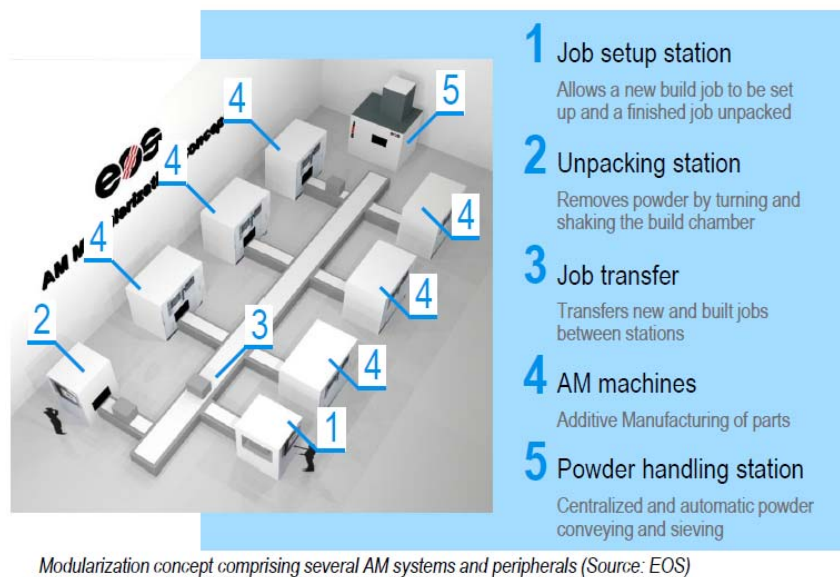 1 Job setup station
Allows a new build job to be set
up and a finished job unpacked
2 Unpacking station
Removes powder by turning and
shaking the build chamber
3 Job transfer
Transfers new and built jobs
between stations
4 AM machines
Additive Manufacturing of parts
5 Powder handling station
Centralized and automatic powder
conveying and sieving
eos
AM
4
5
4
4
4
4
2
3
4
1
Modularization concept comprising several AM systems and peripherals (Source: EOS)